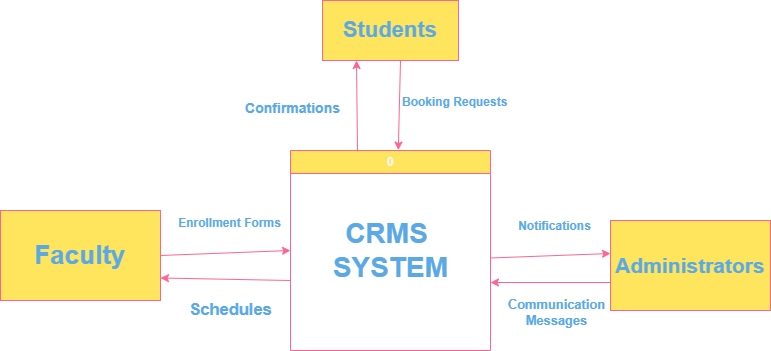 Students
Confirmations
Booking Requests
0
Enrollment Forms
Faculty
Schedules
CRMS
SYSTEM
Notifications
Administrators
Communication
Messages